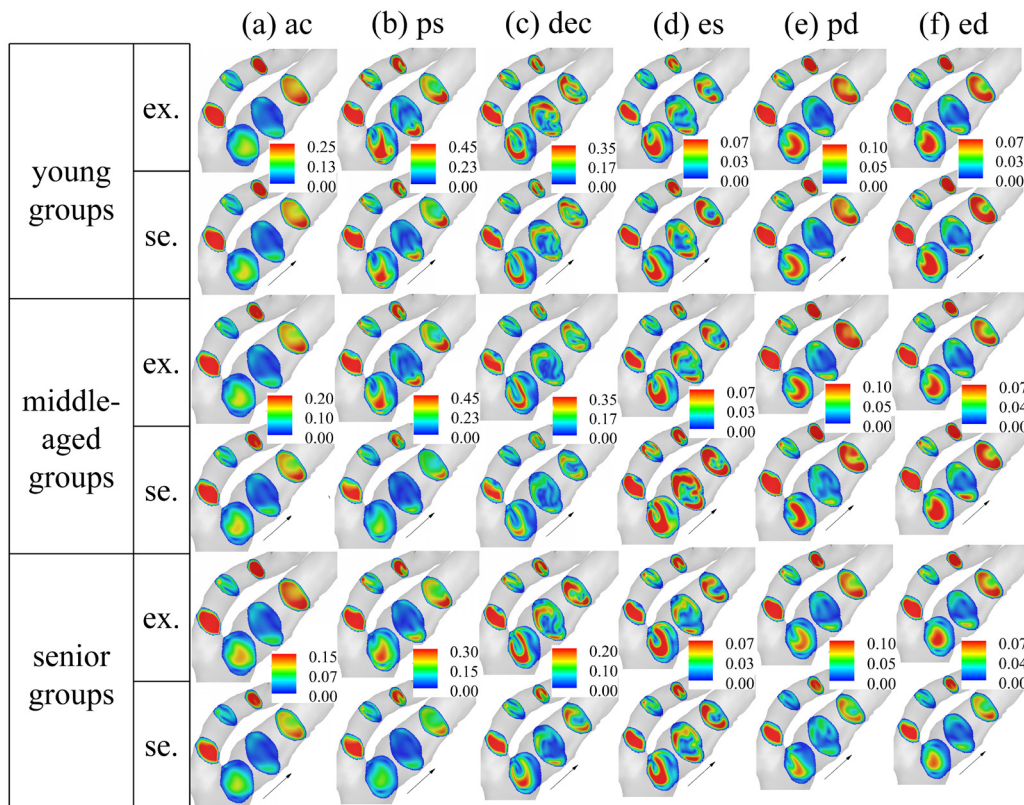 (a) ac (b) ps (c) dec (d) es (e) pd (f) ed
young
groups
ex.
0.25 0.45 0.35 0.07 0.10 0.07
0.13 0.23 0.17 0.03 0.05 0.03
0.00 0.00 0.00 0.00 0.00 0.00
se.
middle-
aged
groups
ex.
0.20 0.45 0.35 0.07 0.10 0.07
0.10 0.23 0.17 0.03 0.05 0.04
0.00 0.00 0.00 0.00 0.00 0.00
se.
senior
groups
ex.
0.15 0.30 0.20 0.07 0.10 0.07
0.07 0.15 0.10 0.03 0.05 0.04
0.00 0.00 0.00 0.00 0.00 0.00
se.